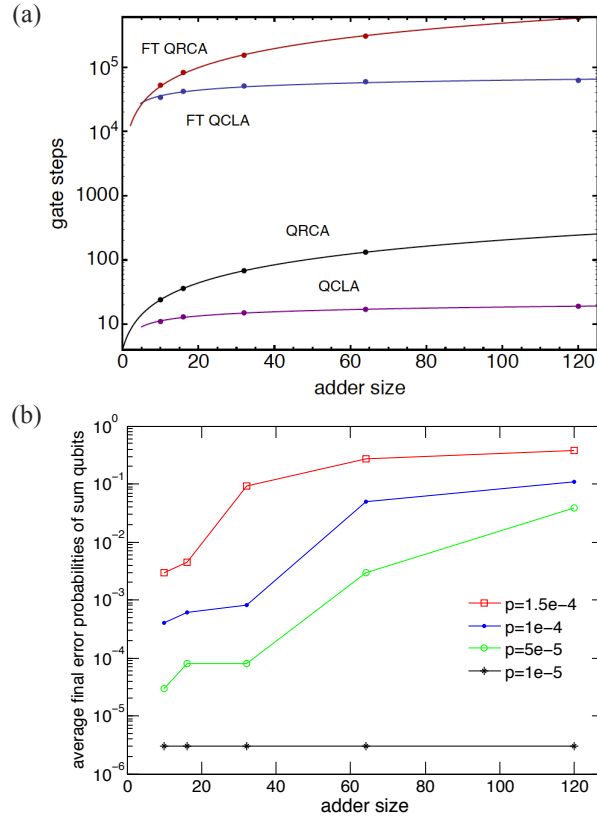 (a)
FT QRCA
FT QCLA
QRCA
QCLA
gate steps
10^5
10^4
1000
100
10
0 20 40 60 80 100 120
adder size
(b)
average final error probabilities of sum qubits
10^0
10^-1
10^-2
10^-3
10^-4
10^-5
10^-6
p=1.5e-4
p=1e-4
p=5e-5
p=1e-5
0 20 40 60 80 100 120
adder size